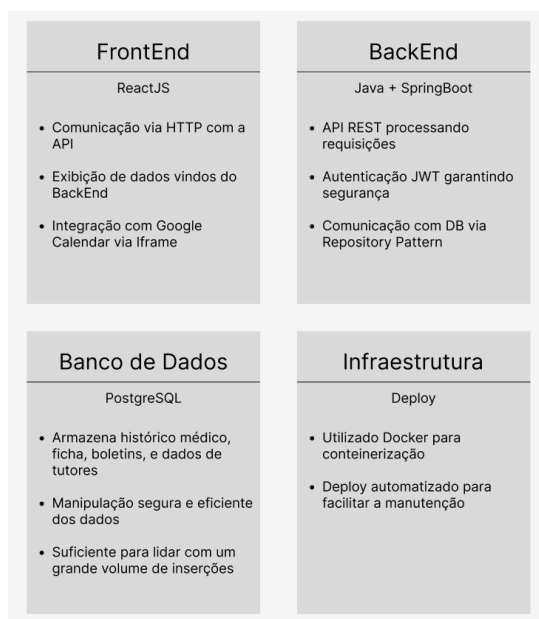 FrontEnd
ReactJS
• Comunicação via HTTP com a
API
• Exibição de dados vindos do
BackEnd
• Integração com Google
Calendar via Iframe
BackEnd
Java + SpringBoot
• API REST processando
requisições
• Autenticação JWT garantindo
segurança
• Comunicação com DB via
Repository Pattern
Banco de Dados
PostgreSQL
• Armazena histórico médico,
ficha, boletins, e dados de
tutores
• Manipulação segura e eficiente
dos dados
• Suficiente para lidar com um
grande volume de inserções
Infraestrutura
Deploy
• Utilizado Docker para
conteinerização
• Deploy automatizado para
facilitar a manutenção